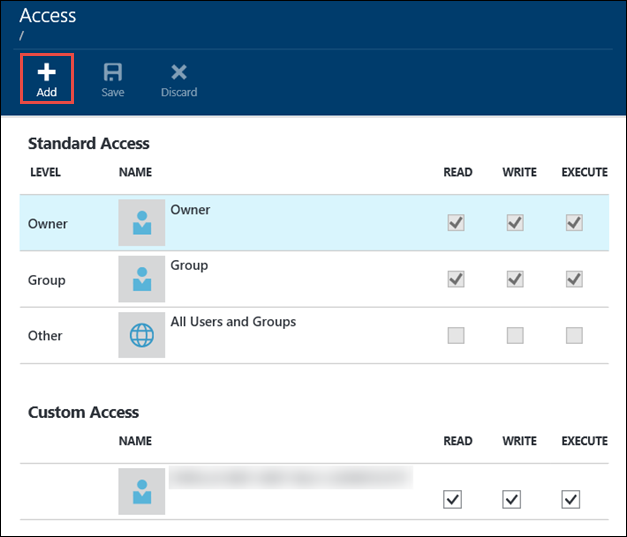 Access
/
Add Save Discard
Standard Access
LEVEL NAME READ WRITE EXECUTE
Owner Owner
Group Group
Other All Users and Groups
Custom Access
NAME READ WRITE EXECUTE